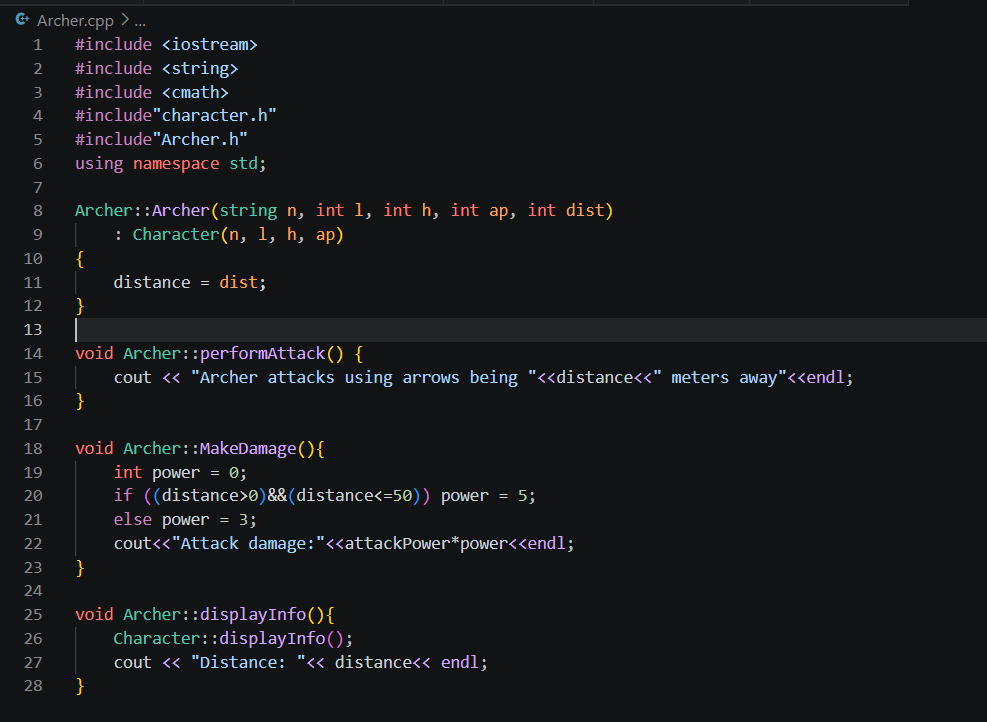 Archer.cpp > ...
1 #include <iostream>
2 #include <string>
3 #include <cmath>
4 #include"character.h"
5 #include"Archer.h"
6 using namespace std;
7
8 Archer::Archer(string n, int l, int h, int ap, int dist)
9     : Character(n, l, h, ap)
10 {
11     distance = dist;
12 }
13
14 void Archer::performAttack() {
15     cout << "Archer attacks using arrows being "<<distance<<" meters away"<<endl;
16 }
17
18 void Archer::MakeDamage(){
19     int power = 0;
20     if ((distance>0)&&(distance<=50)) power = 5;
21     else power = 3;
22     cout<<"Attack damage:"<<attackPower*power<<endl;
23 }
24
25 void Archer::displayInfo(){
26     Character::displayInfo();
27     cout << "Distance: "<< distance<< endl;
28 }